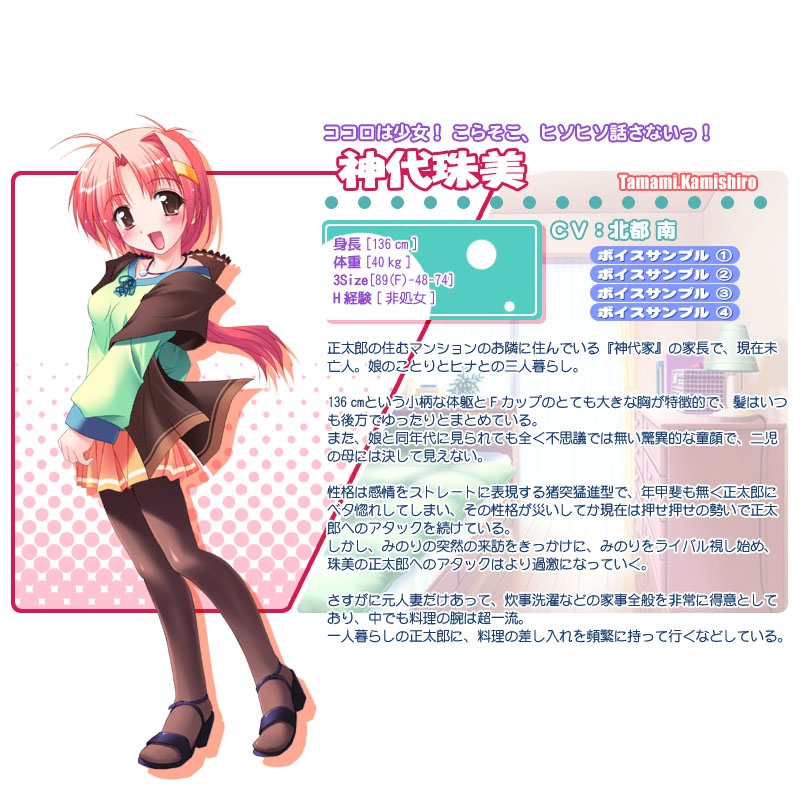 ココロは少女！ こらそこ、ヒソヒソ話さないっ！
神代珠美
Tamami.Kamishiro
身長 [136 cm]
体重 [40 kg]
3Size[89(F)-48-74]
H 経験 [ 非処女 ]
CV：北都 南
ボイスサンプル ①
ボイスサンプル ②
ボイスサンプル ③
ボイスサンプル ④
正太郎の住むマンションのお隣に住んでいる『神代家』の家長で、現在未
亡人。娘のことりとヒナとの三人暮らし。
136 cmという小柄な体躯と F カップのとても大きな胸が特徴的で、髪はいつ
も後方でゆったりとまとめている。
また、娘と同年代に見られても全く不思議では無い驚異的な童顔で、二児
の母には決して見えない。
性格は感情をストレートに表現する猪突猛進型で、年甲斐も無く正太郎に
ベタ惚れしてしまい、その性格が災いしてか現在は押せ押せの勢いで正太
郎へのアタックを続けている。
しかし、みのりの突然の来訪をきっかけに、みのりをライバル視し始め、
珠美の正太郎へのアタックはより過激になっていく。
さすがに元人妻だけあって、炊事洗濯などの家事全般を非常に得意として
おり、中でも料理の腕は超一流。
一人暮らしの正太郎に、料理の差し入れを頻繁に持って行くなどしている。